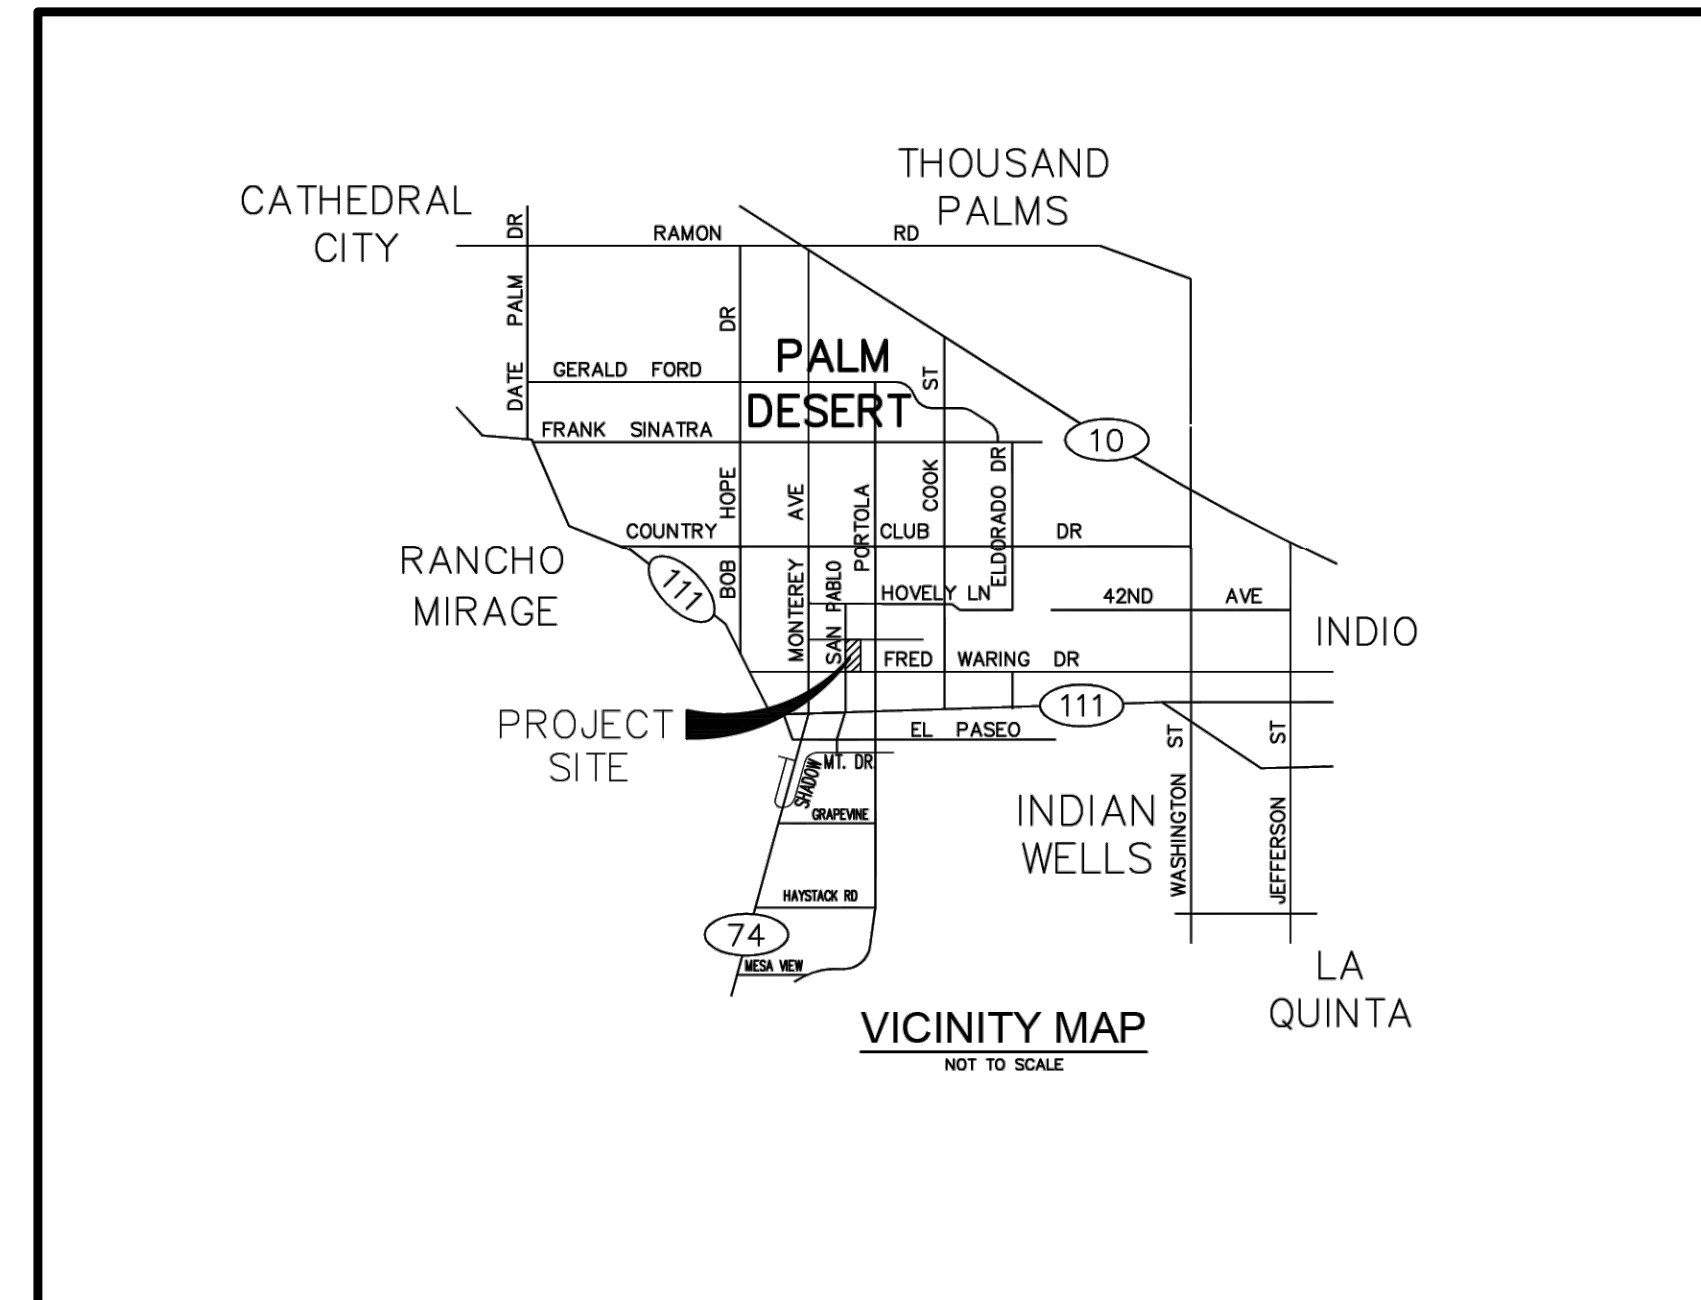 THOUSAND
PALMS
CATHEDRAL
CITY
RAMON RD
DATE PALM DR
BOB HOPE DR
PALM
DESERT
GERALD FORD
COOK ST
FRANK SINATRA
10
MONTEREY AVE
PORTOLA
ELDORADO DR
COUNTRY CLUB DR
RANCHO
MIRAGE
111
SAN PABLO
HOVELY LN
42ND AVE
INDIO
FRED WARING DR
111
PROJECT
SITE
EL PASEO
SHADOW MT. DR.
WASHINGTON ST
JEFFERSON ST
GRAPEVINE
INDIAN
WELLS
HAYSTACK RD
74
MESA VIEW
LA
QUINTA
VICINITY MAP
NOT TO SCALE